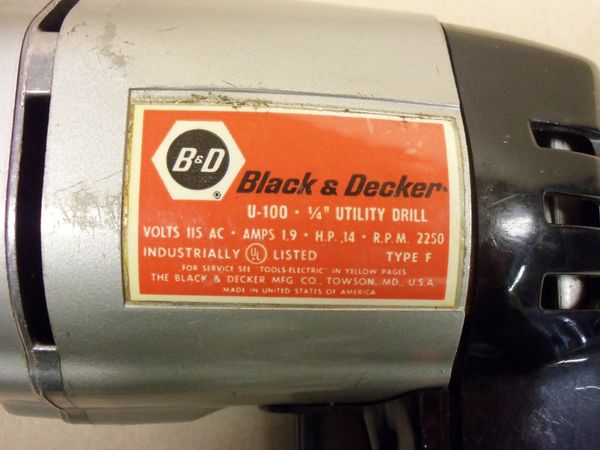 B&D
Black & Decker
U-100 · 1/4" UTILITY DRILL
VOLTS 115 AC · AMPS 1.9 · H.P. .14 · R.P.M. 2250
INDUSTRIALLY UL LISTED TYPE F
FOR SERVICE SEE TOOLS-ELECTRIC IN YELLOW PAGES
THE BLACK & DECKER MFG CO., TOWSON, MD., U.S.A.
MADE IN UNITED STATES OF AMERICA